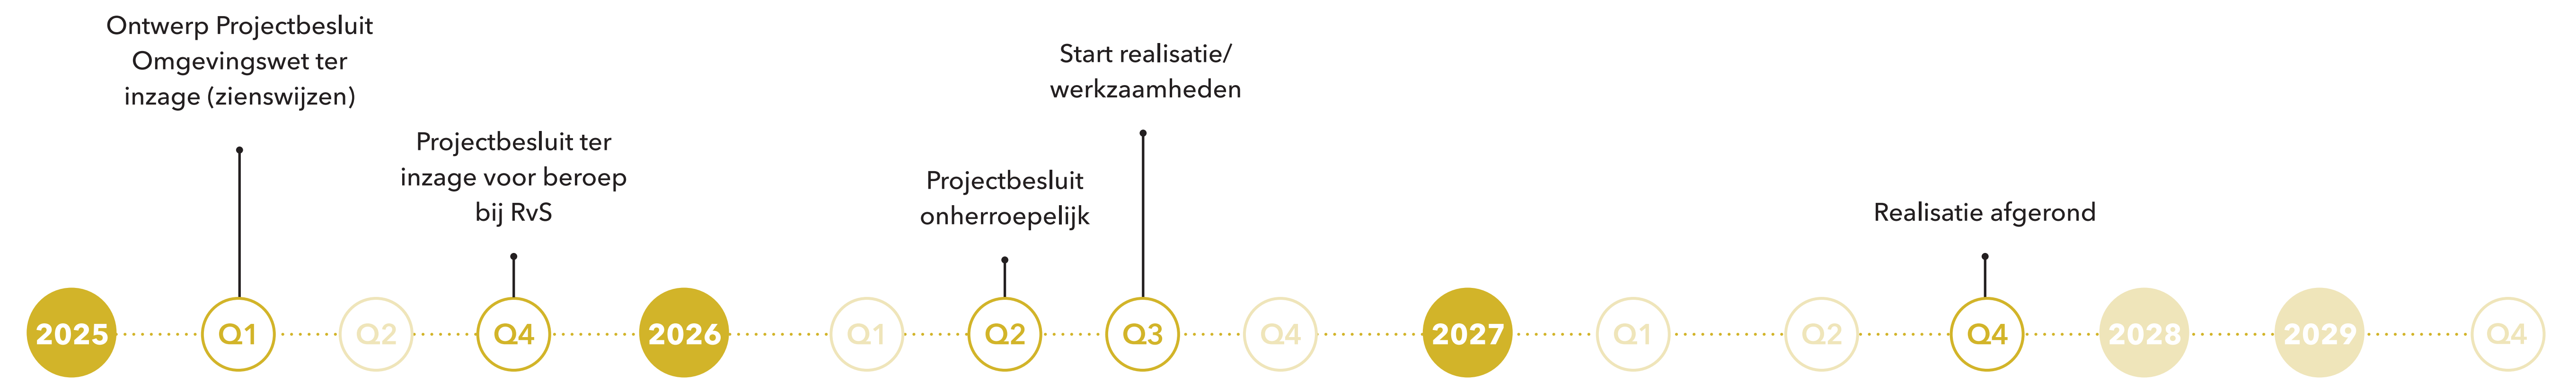 Ontwerp Projectbesluit
Omgevingswet ter
inzage (zienswijzen)
Projectbesluit ter
inzage voor beroep
bij RvS
Projectbesluit
onherroepelijk
Start realisatie/
werkzaamheden
Realisatie afgerond
2025 Q1 Q2 Q4 2026 Q1 Q2 Q3 Q4 2027 Q1 Q2 Q4 2028 2029 Q4